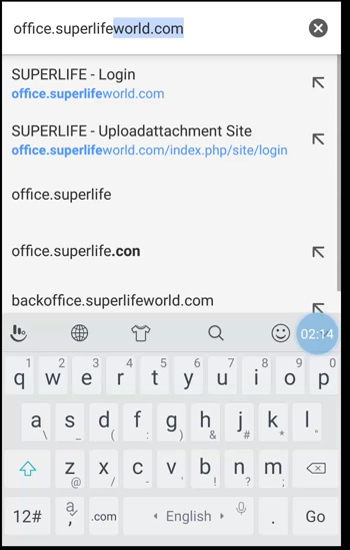 office.superlifeworld.com
SUPERLIFE - Login
office.superlifeworld.com
SUPERLIFE - Uploadattachment Site
office.superlifeworld.com/index.php/site/login
office.superlife
office.superlife.con
backoffice.superlifeworld.com
02:14
1 2 3 4 5 6 7 8 9 0
q w e r t y u i o p
a s d f g h j k l
\ _ ( : ) & # * "
z x c v b n m
@ / - ' ! ? ;
12# , .com English . Go